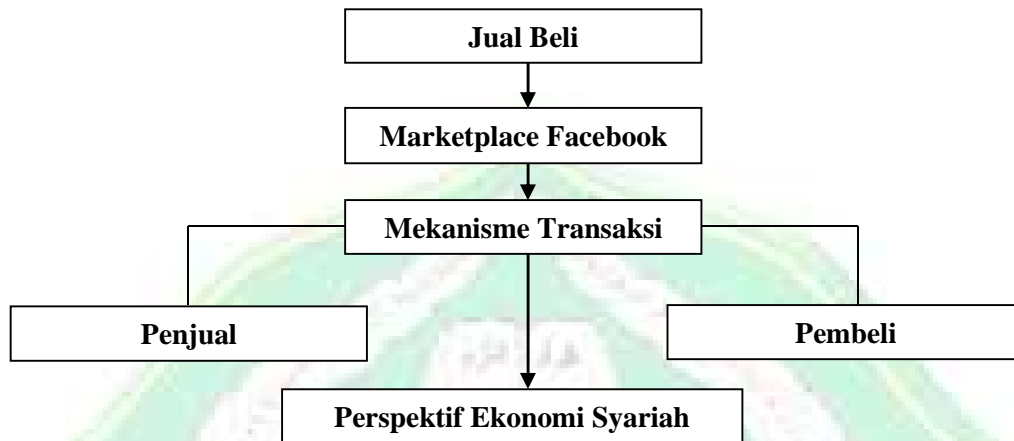 Jual Beli
Marketplace Facebook
Mekanisme Transaksi
Penjual
Pembeli
Perspektif Ekonomi Syariah